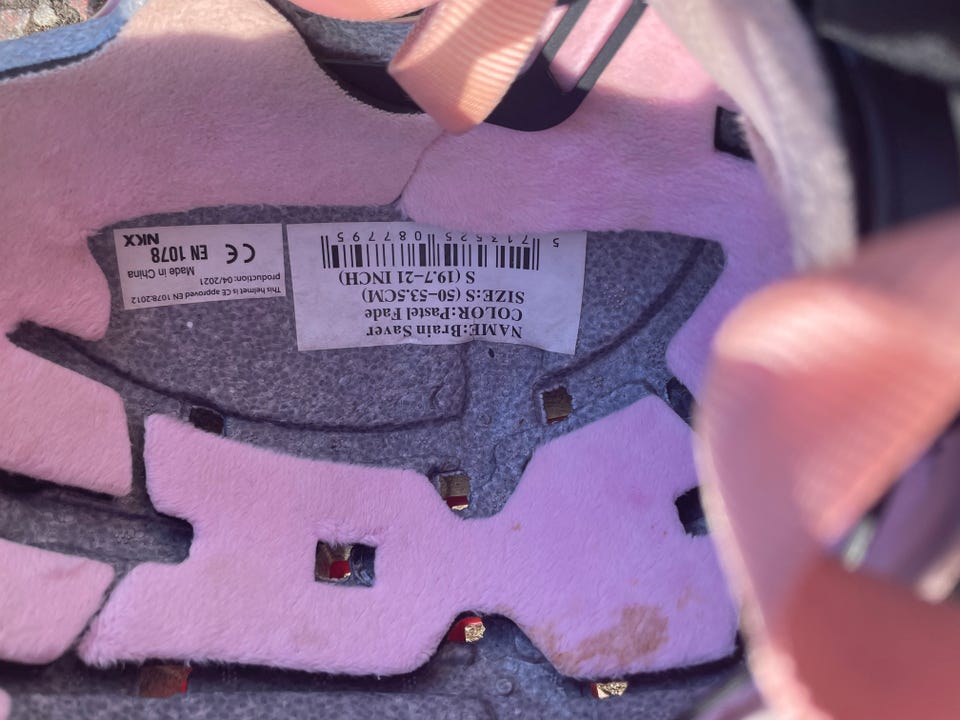 NAME:Brain Saver
COLOR:Pastel Fade
SIZE:S (50-53.5CM)
S (19.7-21 INCH)
5 713525 087795
This helmet is CE approved EN 1078:2012
production:04/2021
Made in China
CE EN 1078
NKX